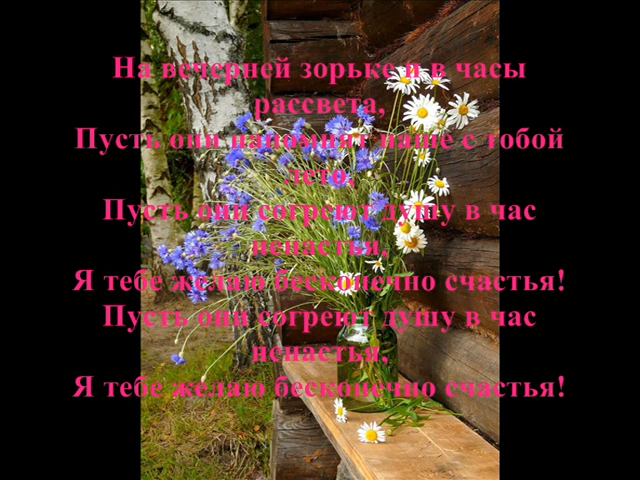 На вечерней зорьке и в часы
рассвета,
Пусть они напомнят наше с тобой
лето,
Пусть они согреют душу в час
ненастья,
Я тебе желаю бесконечно счастья!
Пусть они согреют душу в час
ненастья,
Я тебе желаю бесконечно счастья!